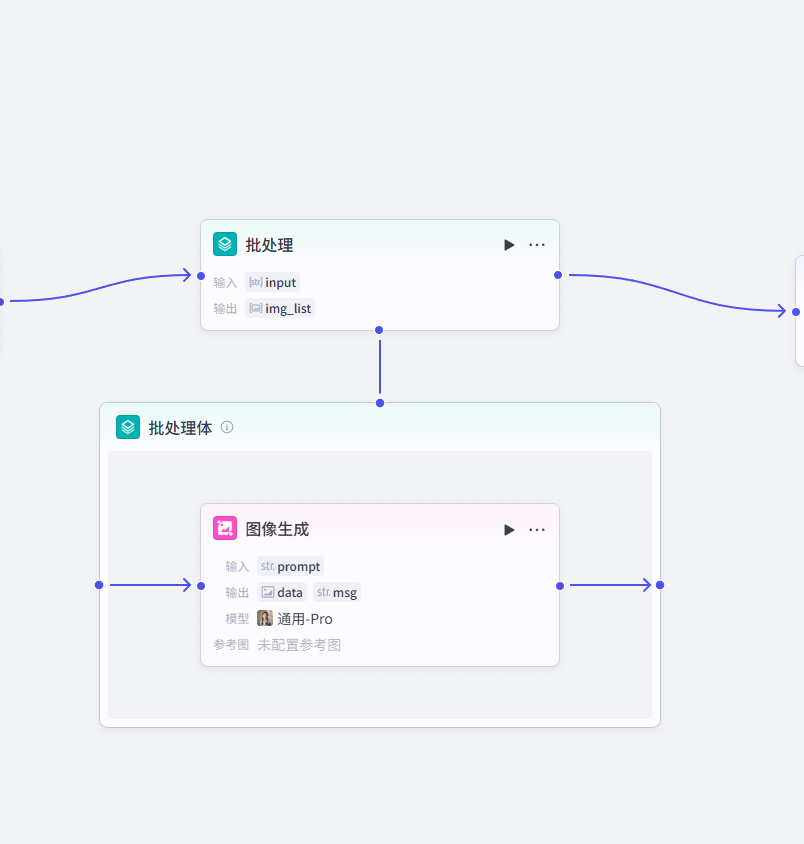 批处理
输入 [str] input
输出 img_list
批处理体
图像生成
输入 str. prompt
输出 data str. msg
模型 通用-Pro
参考图 未配置参考图